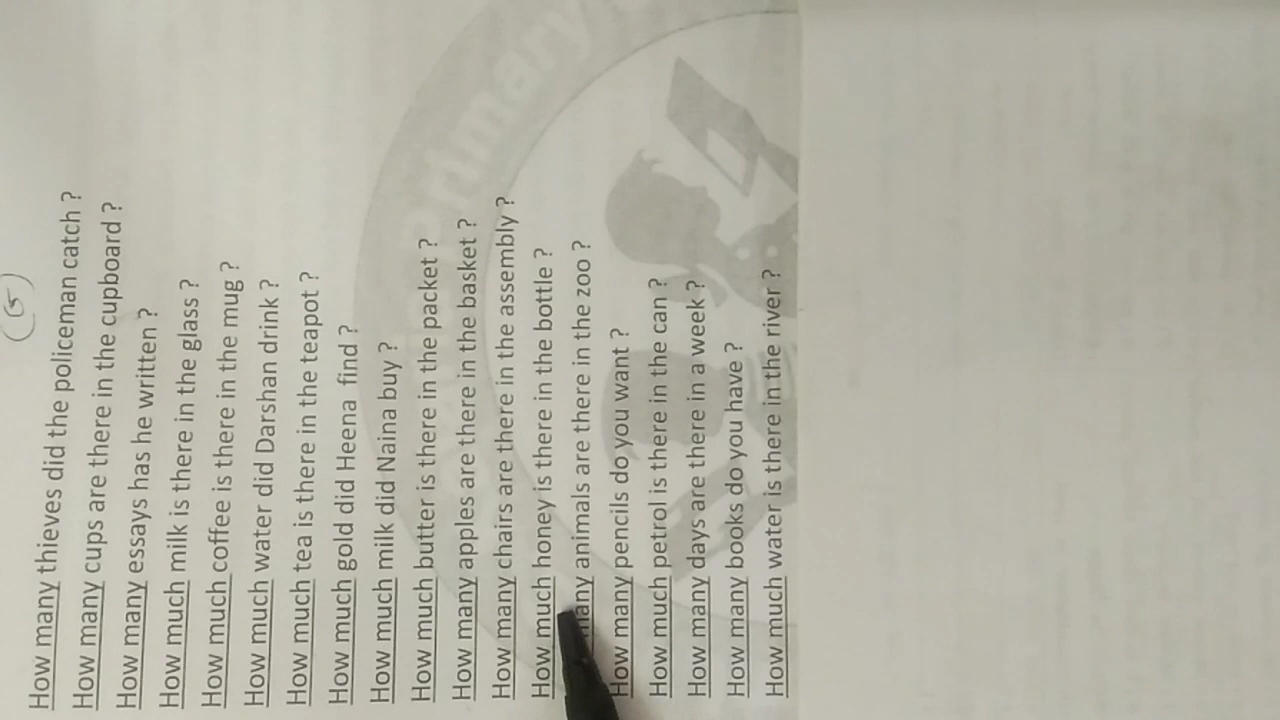 (5)
How many thieves did the policeman catch ?
How many cups are there in the cupboard ?
How many essays has he written ?
How much milk is there in the glass ?
How much coffee is there in the mug ?
How much water did Darshan drink ?
How much tea is there in the teapot ?
How much gold did Heena find ?
How much milk did Naina buy ?
How much butter is there in the packet ?
How many apples are there in the basket ?
How many chairs are there in the assembly ?
How much honey is there in the bottle ?
many animals are there in the zoo ?
How many pencils do you want ?
How much petrol is there in the can ?
How many days are there in a week ?
How many books do you have ?
How much water is there in the river ?
Primary